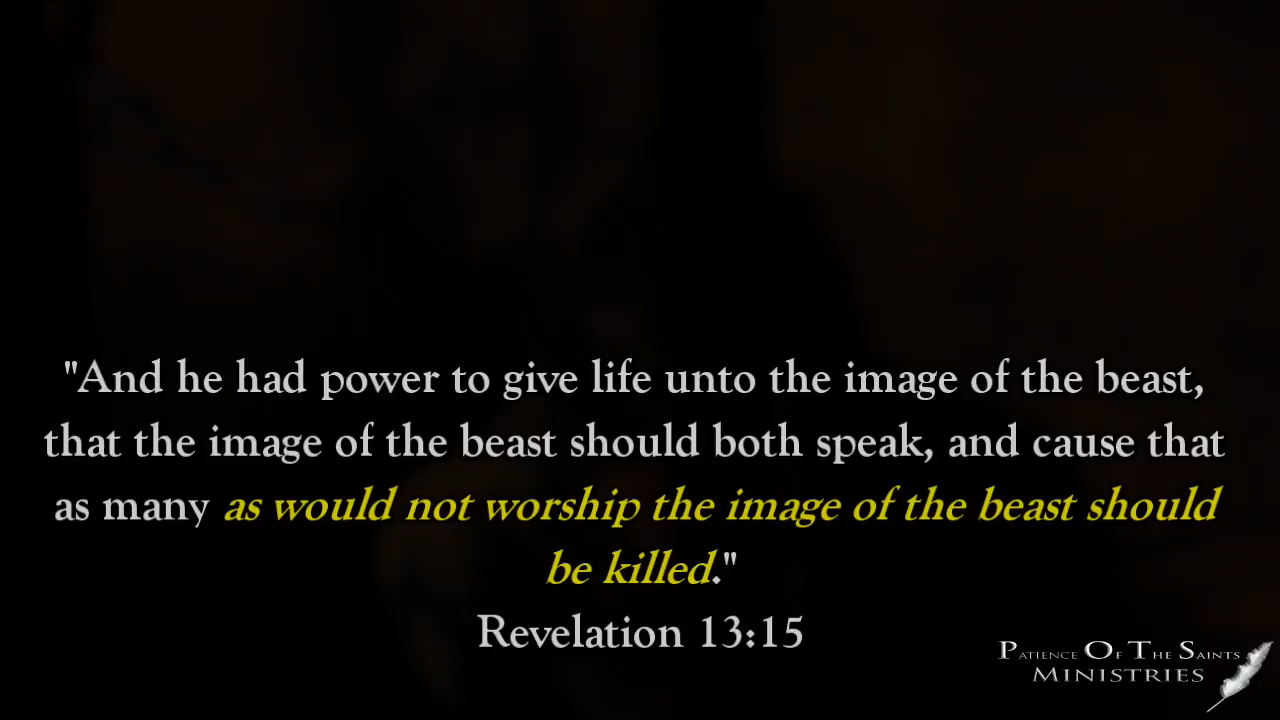 "And he had power to give life unto the image of the beast,
that the image of the beast should both speak, and cause that
as many as would not worship the image of the beast should
be killed."
Revelation 13:15
Patience Of The Saints
Ministries